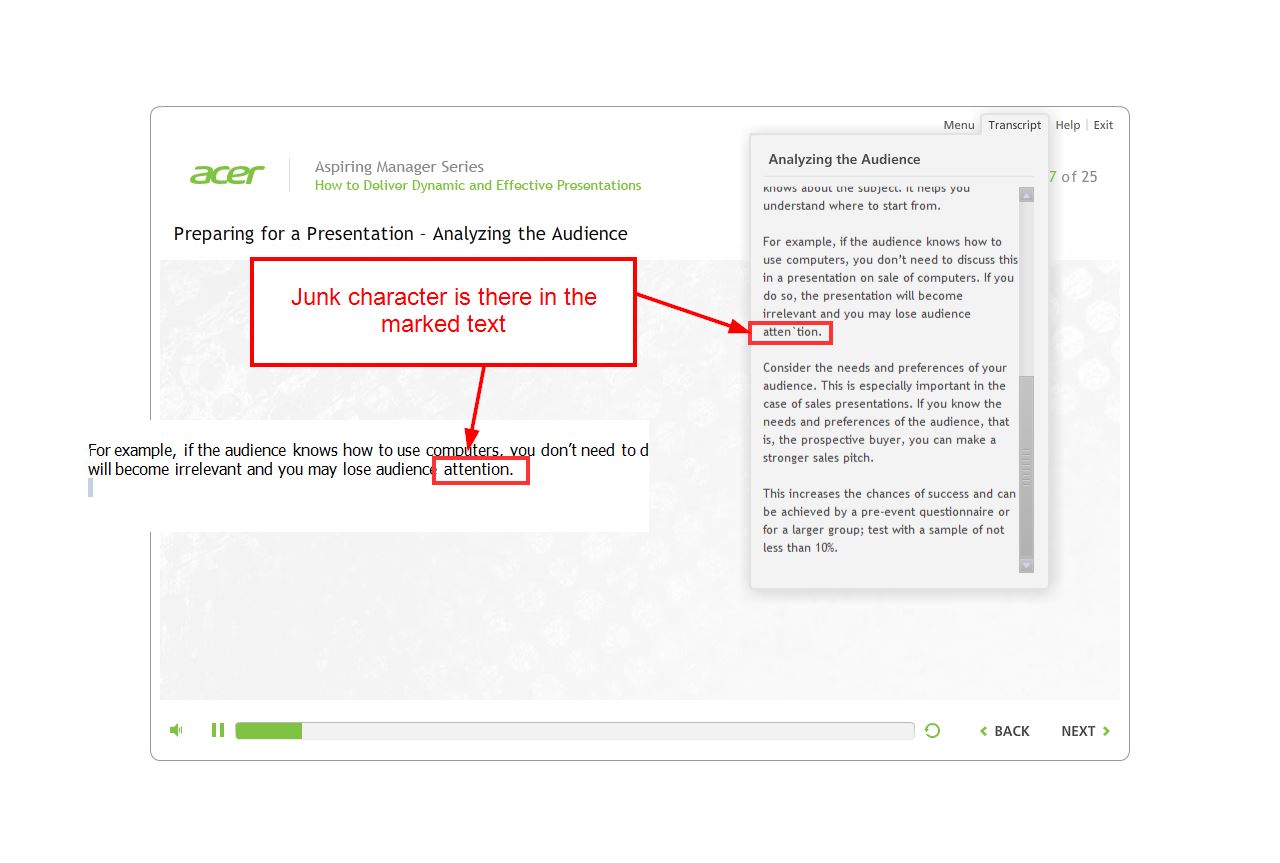 Menu Transcript Help Exit
acer
Aspiring Manager Series
How to Deliver Dynamic and Effective Presentations
7 of 25
Preparing for a Presentation - Analyzing the Audience
Analyzing the Audience
knows about the subject. It helps you
understand where to start from.
For example, if the audience knows how to
use computers, you don’t need to discuss this
in a presentation on sale of computers. If you
do so, the presentation will become
irrelevant and you may lose audience
atten`tion.
Consider the needs and preferences of your
audience. This is especially important in the
case of sales presentations. If you know the
needs and preferences of the audience, that
is, the prospective buyer, you can make a
stronger sales pitch.
This increases the chances of success and can
be achieved by a pre-event questionnaire or
for a larger group; test with a sample of not
less than 10%.
Junk character is there in the
marked text
For example, if the audience knows how to use computers, you don’t need to d
will become irrelevant and you may lose audience attention.
BACK NEXT